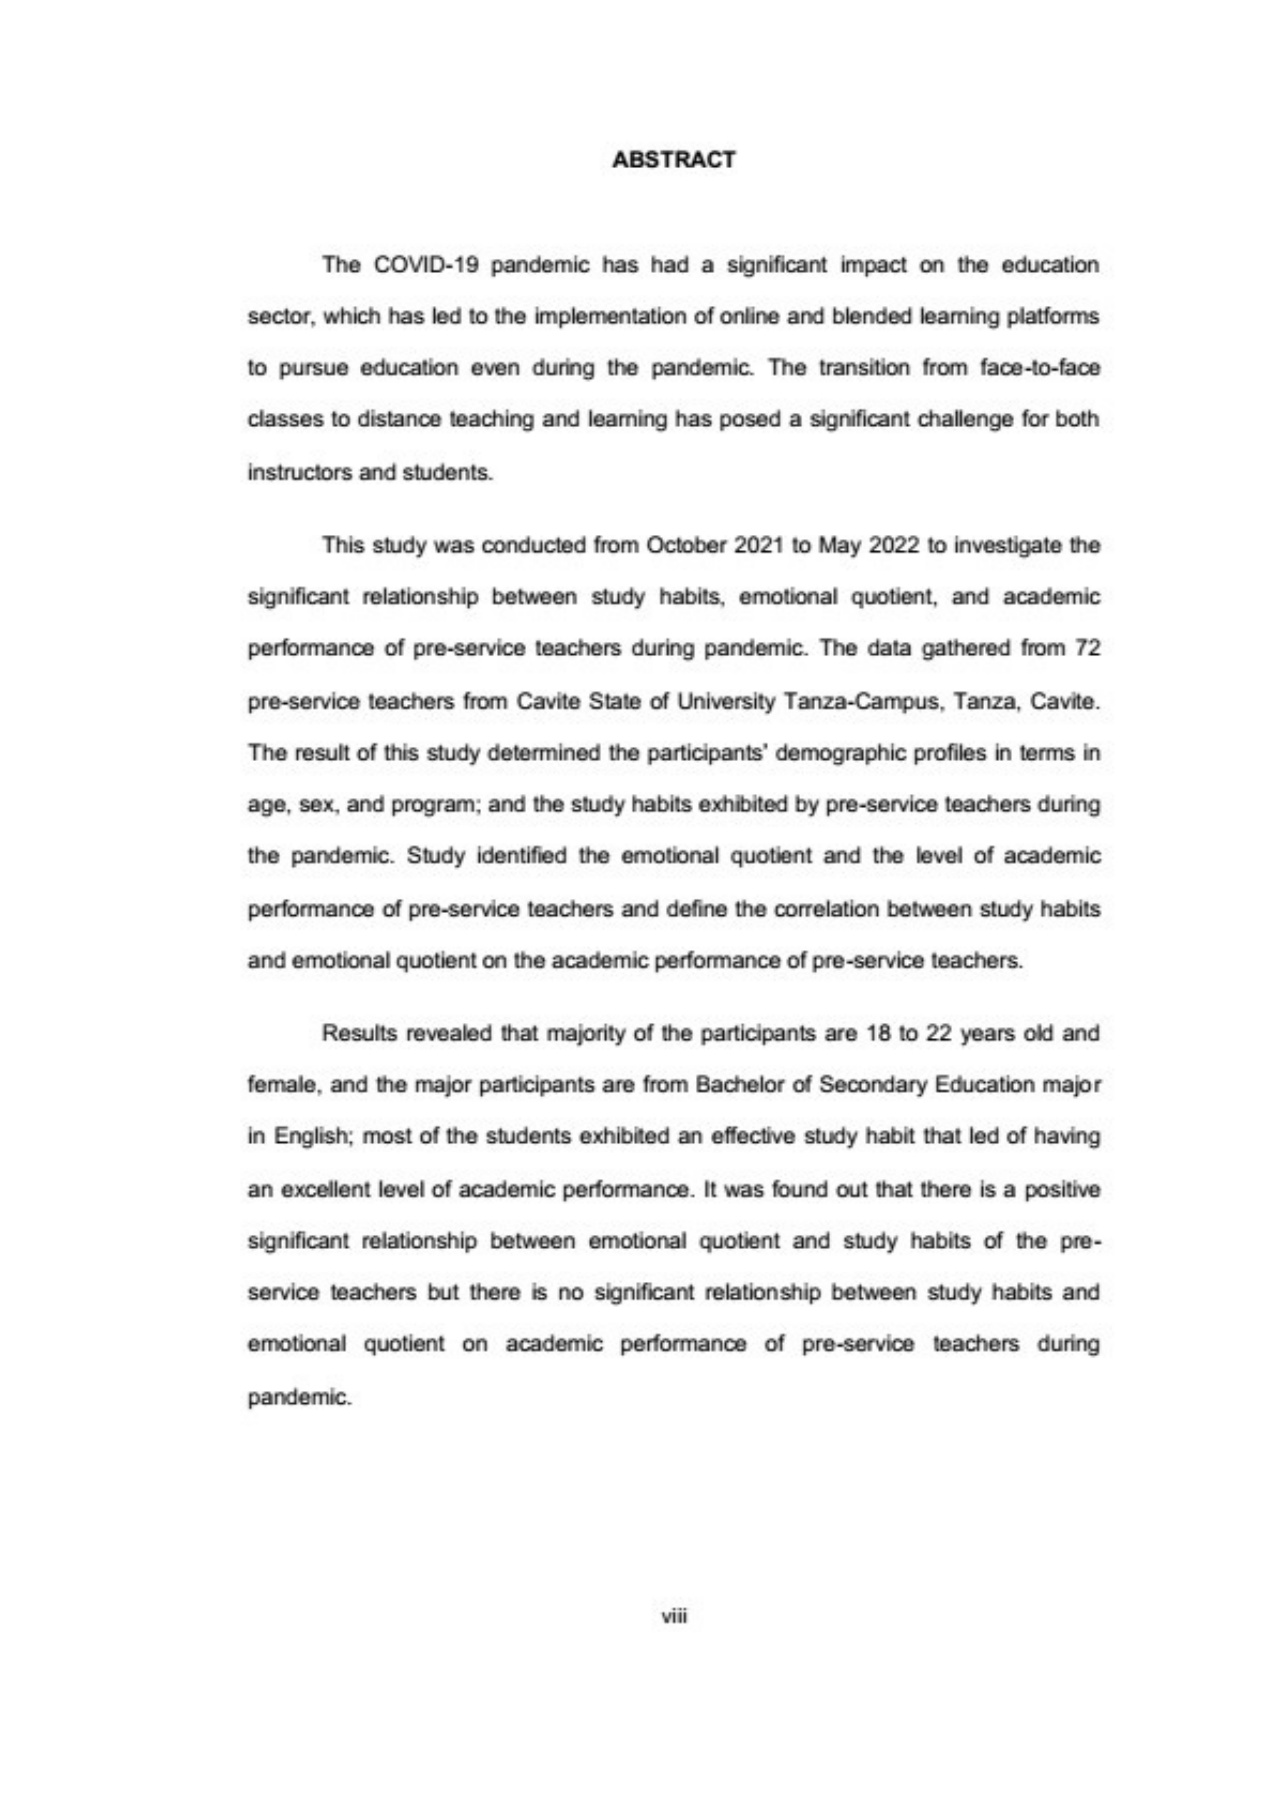 ABSTRACT
The COVID-19 pandemic has had a significant impact on the education
sector, which has led to the implementation of online and blended learning platforms
to pursue education even during the pandemic. The transition from face-to-face
classes to distance teaching and learning has posed a significant challenge for both
instructors and students.
This study was conducted from October 2021 to May 2022 to investigate the
significant relationship between study habits, emotional quotient, and academic
performance of pre-service teachers during pandemic. The data gathered from 72
pre-service teachers from Cavite State of University Tanza-Campus, Tanza, Cavite.
The result of this study determined the participants' demographic profiles in terms in
age, sex, and program; and the study habits exhibited by pre-service teachers during
the pandemic. Study identified the emotional quotient and the level of academic
performance of pre-service teachers and define the correlation between study habits
and emotional quotient on the academic performance of pre-service teachers.
Results revealed that majority of the participants are 18 to 22 years old and
female, and the major participants are from Bachelor of Secondary Education major
in English; most of the students exhibited an effective study habit that led of having
an excellent level of academic performance. It was found out that there is a positive
significant relationship between emotional quotient and study habits of the pre-
service teachers but there is no significant relationship between study habits and
emotional quotient on academic performance of pre-service teachers during
pandemic.
viii